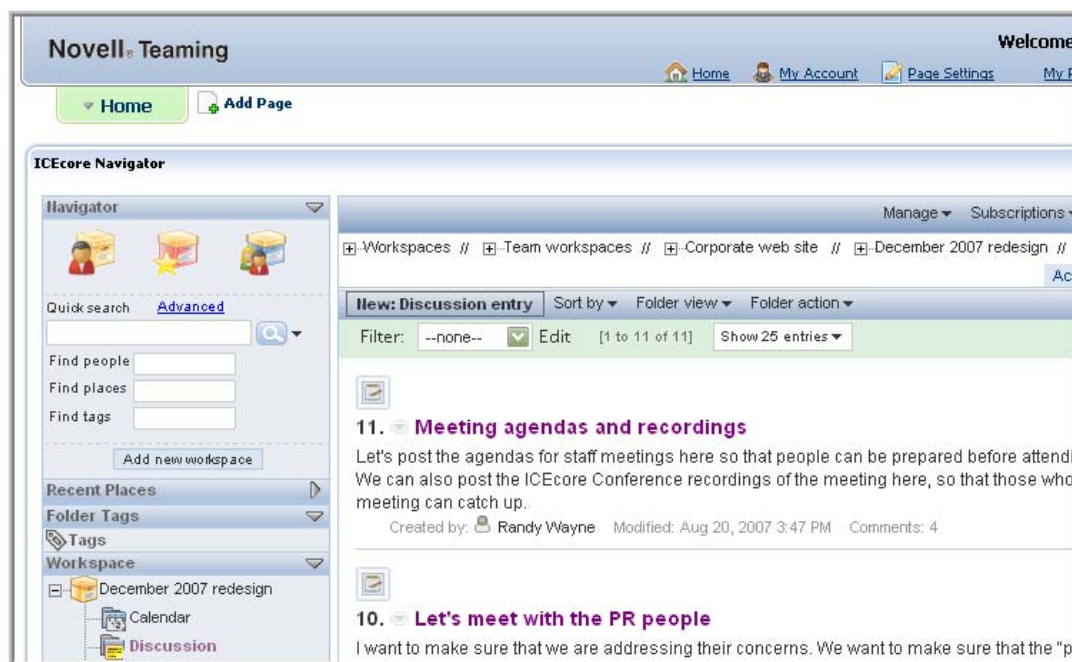 Novell® Teaming
Welcome
Home My Account Page Settings My
Home Add Page
ICEcore Navigator
Navigator
Quick search Advanced
Find people
Find places
Find tags
Add new workspace
Recent Places
Folder Tags
Tags
Workspace
December 2007 redesign
Calendar
Discussion
Manage Subscriptions
Workspaces // Team workspaces // Corporate web site // December 2007 redesign //
Ac
New: Discussion entry Sort by Folder view Folder action
Filter: --none-- Edit [1 to 11 of 11] Show 25 entries
11. Meeting agendas and recordings
Let's post the agendas for staff meetings here so that people can be prepared before attendi
We can also post the ICEcore Conference recordings of the meeting here, so that those who
meeting can catch up.
Created by: Randy Wayne Modified: Aug 20, 2007 3:47 PM Comments: 4
10. Let's meet with the PR people
I want to make sure that we are addressing their concerns. We want to make sure that the "p